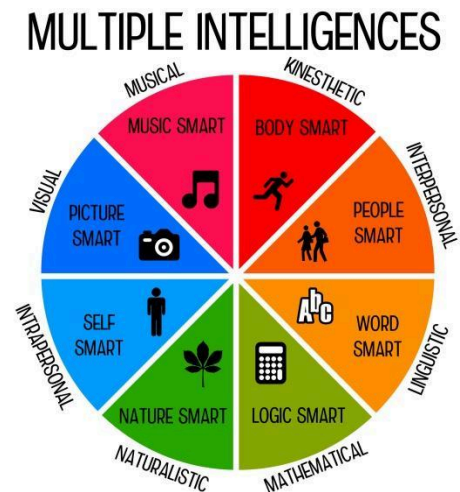 MULTIPLE INTELLIGENCES
MUSICAL
KINESTHETIC
MUSIC SMART
BODY SMART
VISUAL
INTERPERSONAL
PICTURE
SMART
PEOPLE
SMART
AbC
SELF
SMART
WORD
SMART
INTRAPERSONAL
LINGUISTIC
NATURE SMART
LOGIC SMART
NATURALISTIC
MATHEMATICAL